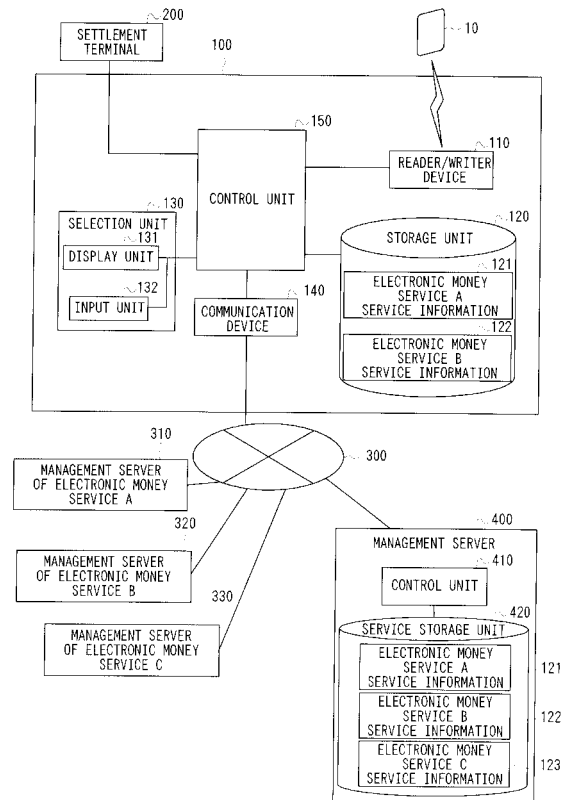 200
SETTLEMENT
TERMINAL
10
100
150
CONTROL UNIT
110
READER/WRITER
DEVICE
130
SELECTION UNIT
131
DISPLAY UNIT
132
INPUT UNIT
120
STORAGE UNIT
121
ELECTRONIC MONEY
SERVICE A
SERVICE INFORMATION
122
ELECTRONIC MONEY
SERVICE B
SERVICE INFORMATION
140
COMMUNICATION
DEVICE
300
310
MANAGEMENT SERVER
OF ELECTRONIC MONEY
SERVICE A
320
MANAGEMENT SERVER
OF ELECTRONIC MONEY
SERVICE B
330
MANAGEMENT SERVER
OF ELECTRONIC MONEY
SERVICE C
400
MANAGEMENT SERVER
410
CONTROL UNIT
420
SERVICE STORAGE UNIT
ELECTRONIC MONEY
SERVICE A
SERVICE INFORMATION
121
ELECTRONIC MONEY
SERVICE B
SERVICE INFORMATION
122
ELECTRONIC MONEY
SERVICE C
SERVICE INFORMATION
123